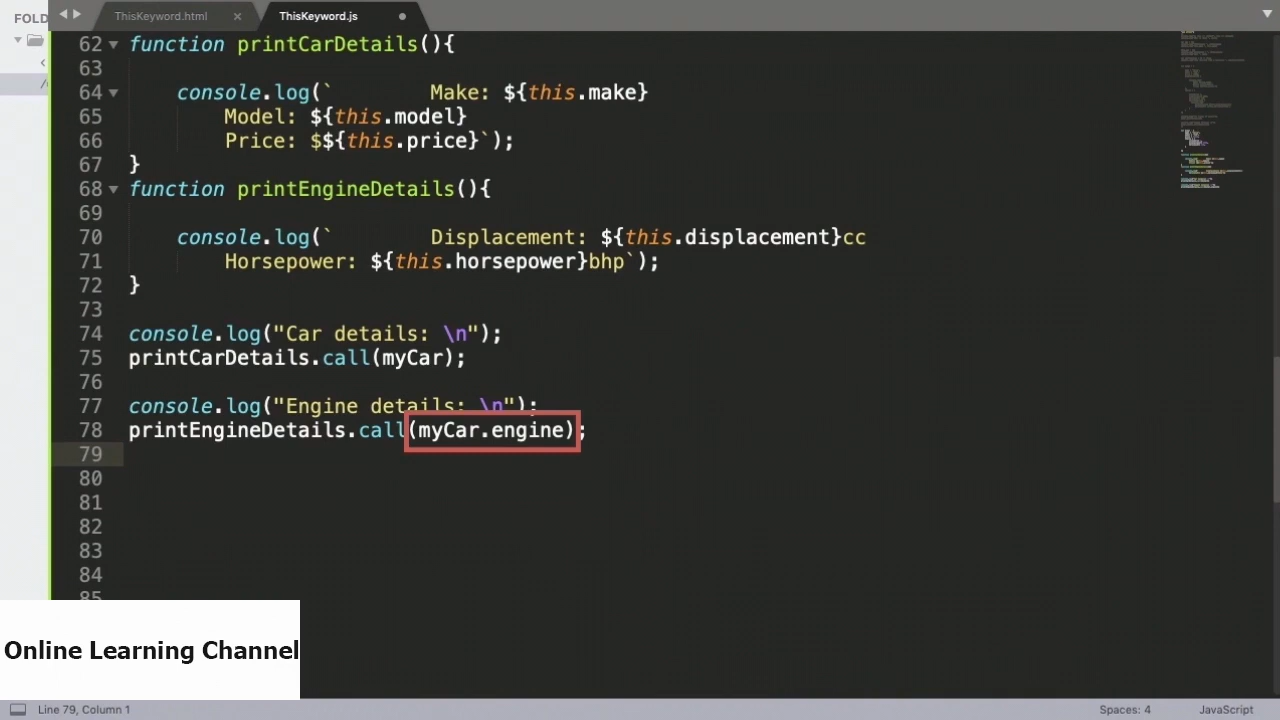 FOLD
ThisKeyword.html
ThisKeyword.js
62 function printCarDetails(){
63
64     console.log(`        Make: ${this.make}
65         Model: ${this.model}
66         Price: $${this.price}`);
67 }
68 function printEngineDetails(){
69
70     console.log(`        Displacement: ${this.displacement}cc
71         Horsepower: ${this.horsepower}bhp`);
72 }
73
74 console.log("Car details: \n");
75 printCarDetails.call(myCar);
76
77 console.log("Engine details: \n");
78 printEngineDetails.call(myCar.engine);
79
80
81
82
83
84
85
Online Learning Channel
Line 79, Column 1
Spaces: 4
JavaScript